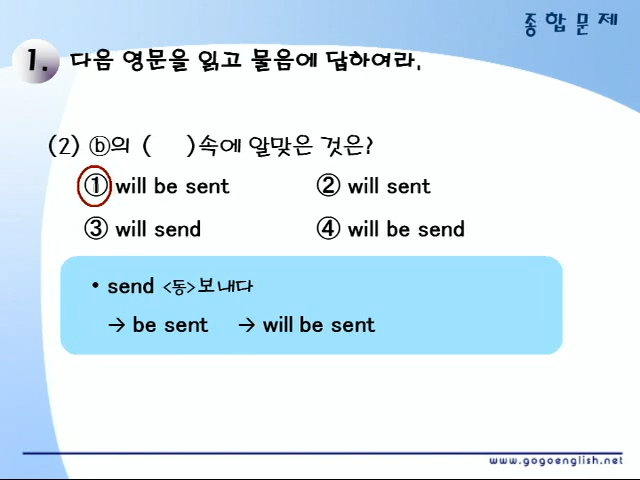 종합문제
1. 다음 영문을 읽고 물음에 답하여라.
(2) ⓑ의 (    )속에 알맞은 것은?
① will be sent ② will sent
③ will send ④ will be send
• send <동>보내다
→ be sent → will be sent
www.gogoenglish.net